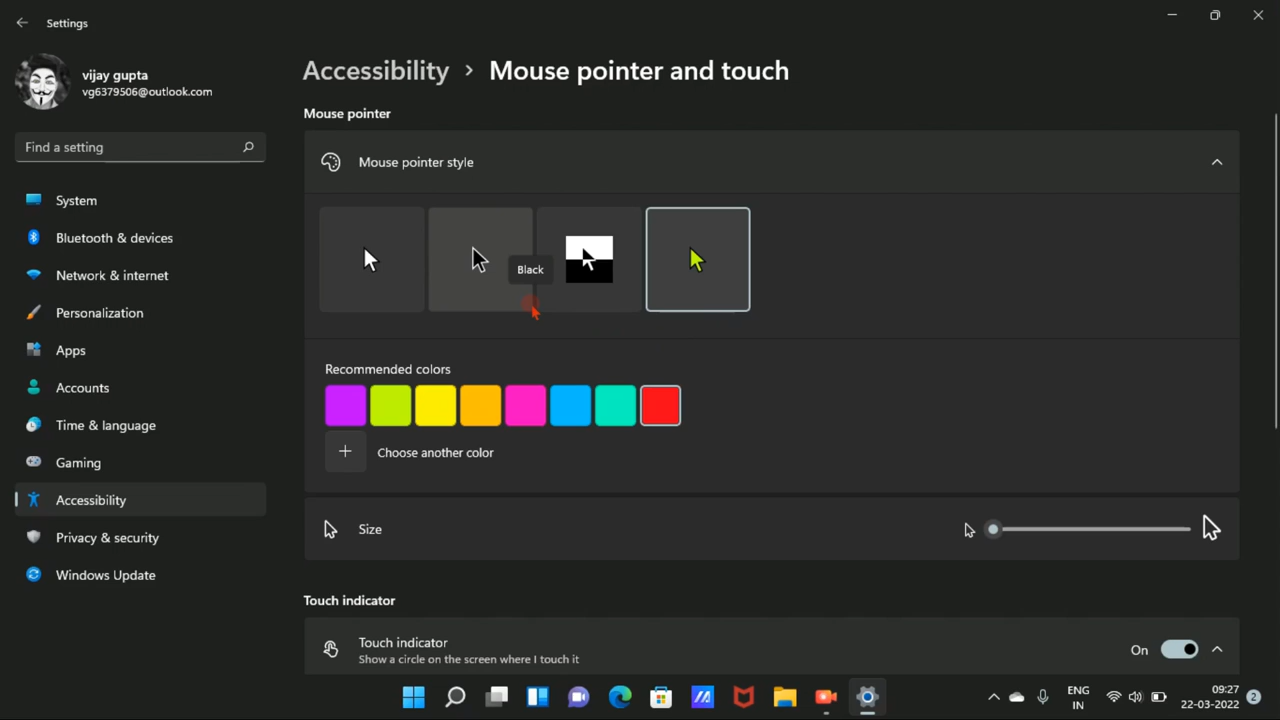 Settings
vijay gupta
vg6379506@outlook.com
Find a setting
System
Bluetooth & devices
Network & internet
Personalization
Apps
Accounts
Time & language
Gaming
Accessibility
Privacy & security
Windows Update
Accessibility > Mouse pointer and touch
Mouse pointer
Mouse pointer style
Black
Recommended colors
Choose another color
Size
Touch indicator
Touch indicator
Show a circle on the screen where I touch it
On
ENG
IN
09:27
22-03-2022
2